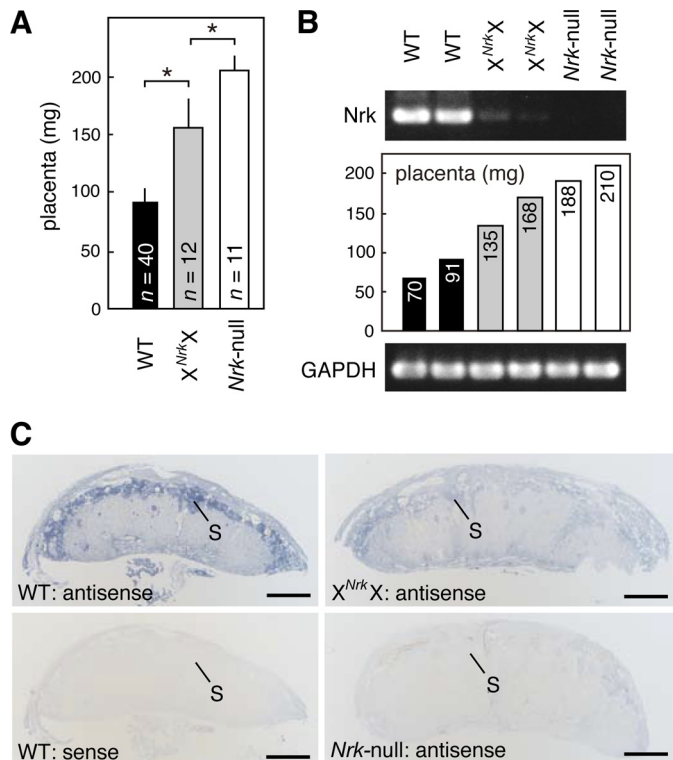 A
placenta (mg)
200
150
100
50
0
*
*
n = 40
n = 12
n = 11
WT
X^Nrk X
Nrk-null
B
WT
WT
X^Nrk X
X^Nrk X
Nrk-null
Nrk-null
Nrk
placenta (mg)
200
150
100
50
0
70
91
135
168
188
210
GAPDH
C
S
WT: antisense
S
X^Nrk X: antisense
S
WT: sense
S
Nrk-null: antisense